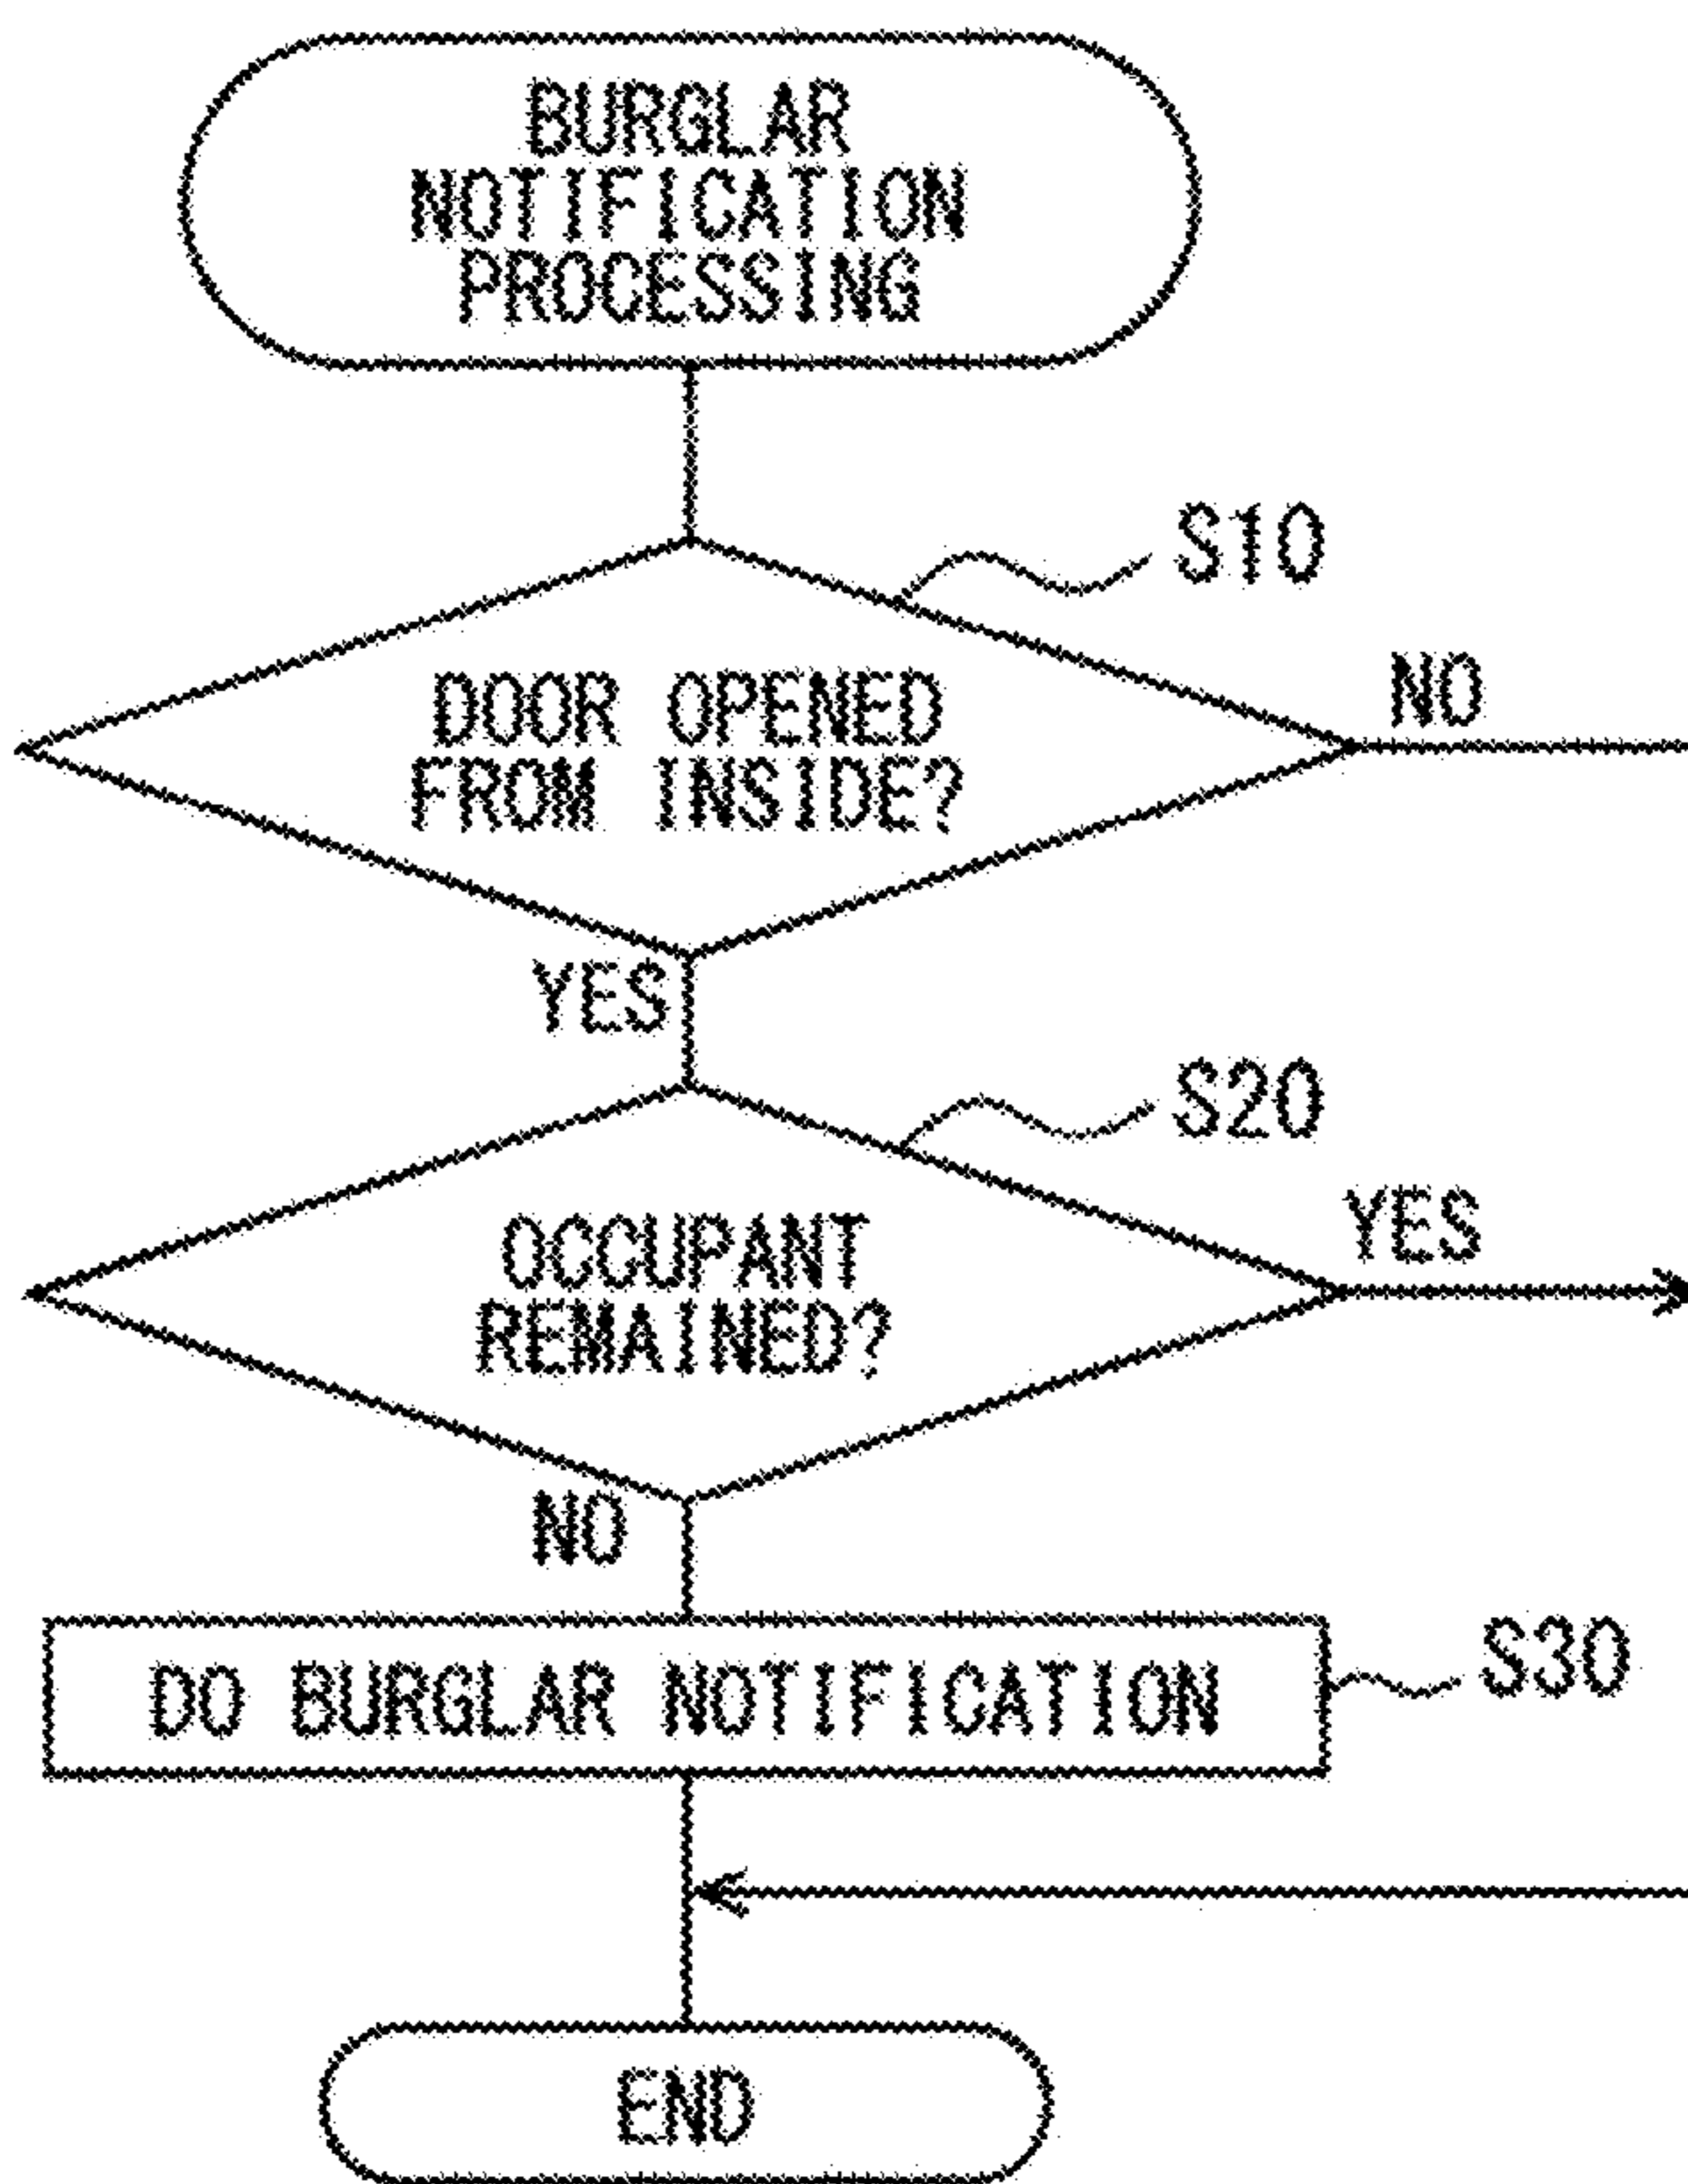 BURGLAR
NOTIFICATION
PROCESSING
S10
DOOR OPENED
FROM INSIDE?
NO
YES
S20
OCCUPANT
REMAINED?
YES
NO
DO BURGLAR NOTIFICATION
S30
END